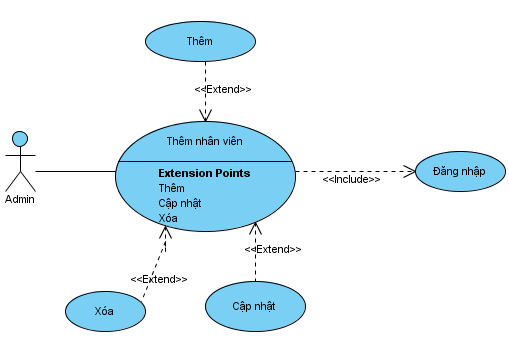 Thêm
<<Extend>>
Thêm nhân viên
Extension Points
Thêm
Cập nhật
Xóa
Admin
<<Include>>
Đăng nhập
<<Extend>>
<<Extend>>
Xóa
Cập nhật